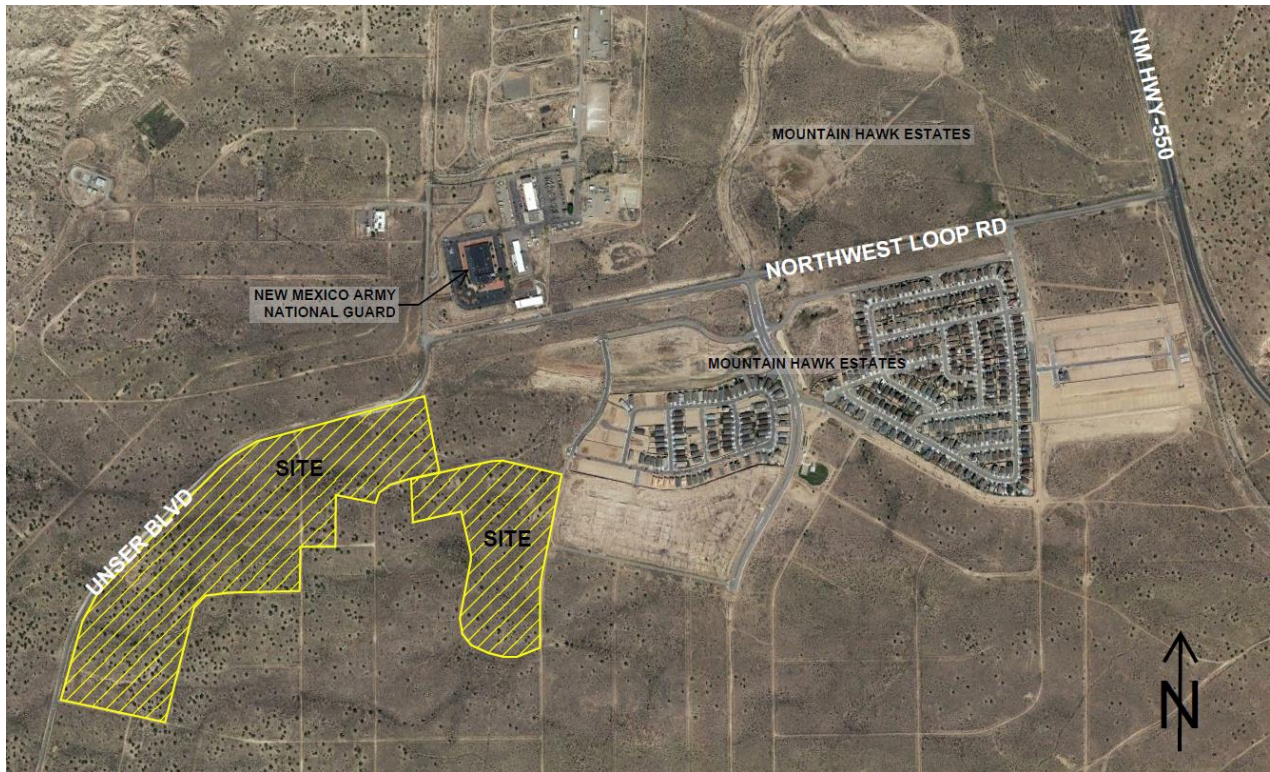 NM HWY-550
MOUNTAIN HAWK ESTATES
NORTHWEST LOOP RD
NEW MEXICO ARMY
NATIONAL GUARD
MOUNTAIN HAWK ESTATES
SITE
UNSER BLVD
SITE
N